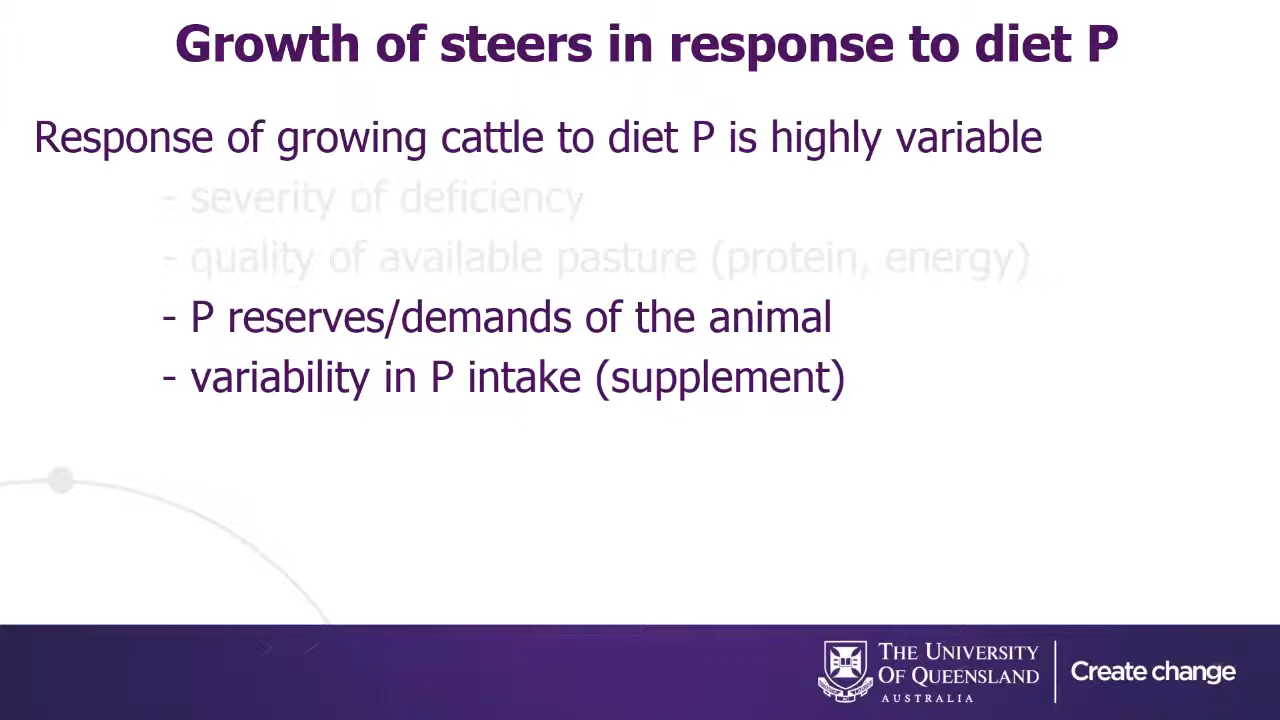 Growth of steers in response to diet P
Response of growing cattle to diet P is highly variable
- severity of deficiency
- quality of available pasture (protein, energy)
- P reserves/demands of the animal
- variability in P intake (supplement)
THE UNIVERSITY
OF QUEENSLAND
AUSTRALIA
Create change